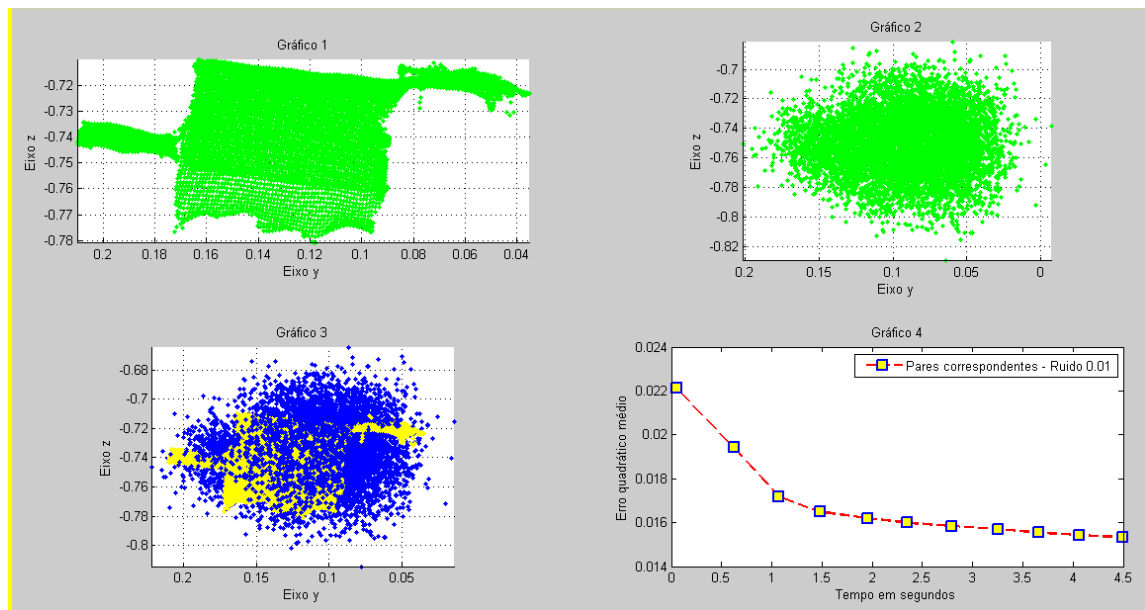 Gráfico 1
-0.72
-0.73
-0.74
-0.75
-0.76
-0.77
-0.78
Eixo z
0.2 0.18 0.16 0.14 0.12 0.1 0.08 0.06 0.04
Eixo y
Gráfico 2
-0.7
-0.72
-0.74
-0.76
-0.78
-0.8
-0.82
Eixo z
0.2 0.15 0.1 0.05 0
Eixo y
Gráfico 3
-0.68
-0.7
-0.72
-0.74
-0.76
-0.78
-0.8
Eixo z
0.2 0.15 0.1 0.05
Eixo y
Gráfico 4
0.024
0.022
0.02
0.018
0.016
0.014
Erro quadrático médio
Pares correspondentes - Ruido 0.01
0 0.5 1 1.5 2 2.5 3 3.5 4 4.5
Tempo em segundos